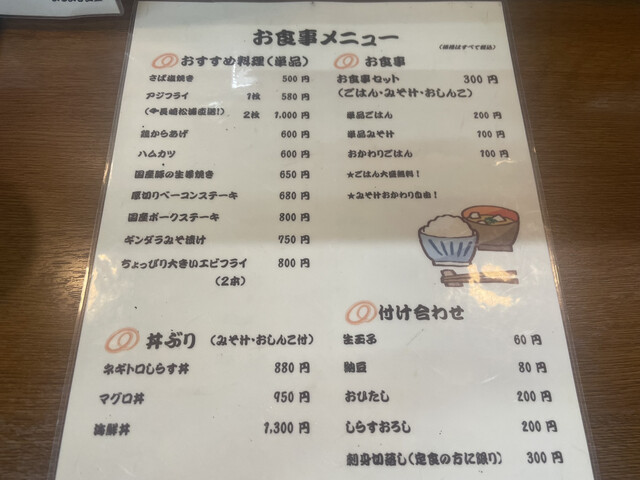 お食事メニュー
(価格はすべて税込)
おすすめ料理(単品)
さば塩焼き 500円
アジフライ 1枚 580円
2枚 1,000円
鶏からあげ 600円
ハムカツ 600円
国産豚の生姜焼き 650円
厚切りベーコンステーキ 680円
国産ポークステーキ 800円
ギンダラみそ漬け 750円
ちょっぴり大きいエビフライ 800円
(2本)
お食事
お食事セット 300円
(ごはん・みそ汁・おしんこ)
単品ごはん 200円
単品みそ汁 100円
おかわりごはん 100円
★ごはん大盛無料!
★みそ汁おかわり自由!
丼ぶり (みそ汁・おしんこ付)
ネギトロしらす丼 880円
マグロ丼 950円
海鮮丼 1,300円
付け合わせ
生玉子 60円
納豆 80円
おひたし 200円
しらすおろし 200円
刺身切落し(定食の方に限り) 300円